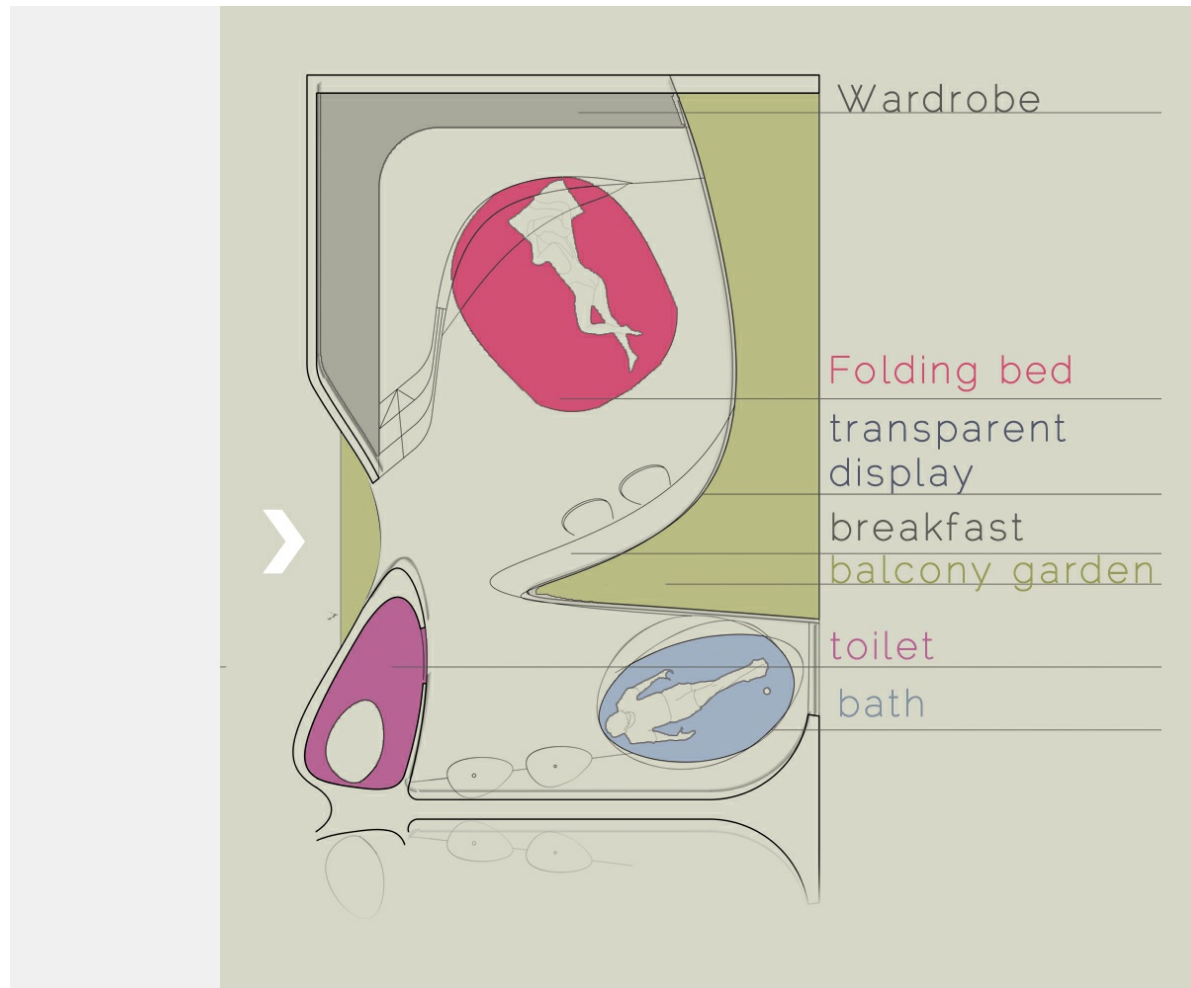 Wardrobe
Folding bed
transparent
display
breakfast
balcony garden
toilet
bath